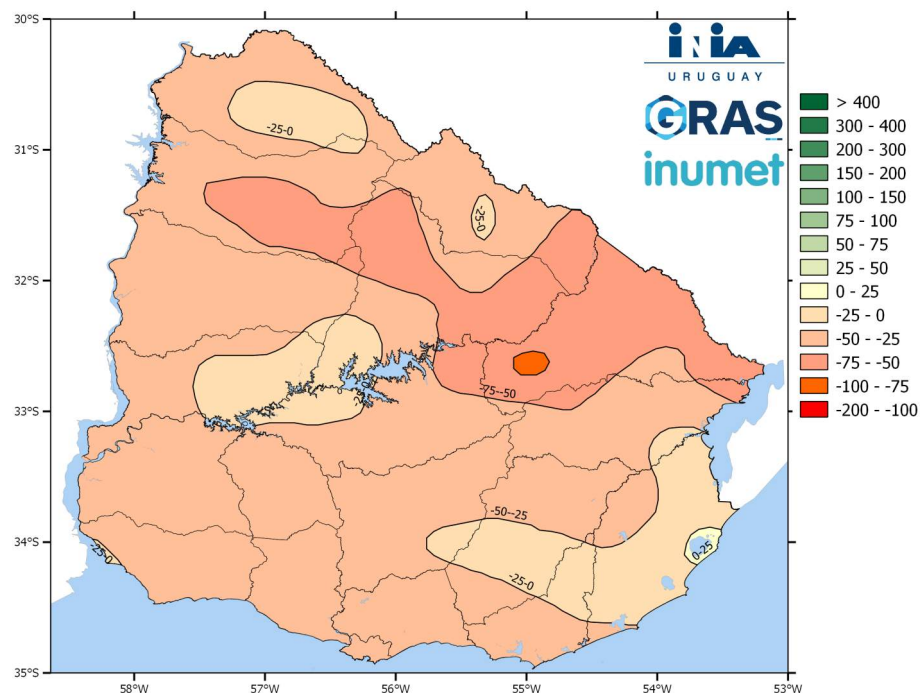 30°S
31°S
32°S
33°S
34°S
35°S
58°W
57°W
56°W
55°W
54°W
53°W
-25-0
-25-0
-75--50
-50--25
-25-0
-25-0
0-25
iNiA
URUGUAY
GRAS
inumet
> 400
300 - 400
200 - 300
150 - 200
100 - 150
75 - 100
50 - 75
25 - 50
0 - 25
-25 - 0
-50 - -25
-75 - -50
-100 - -75
-200 - -100